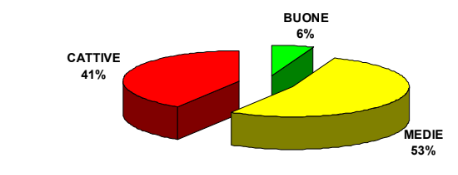 BUONE
6%
CATTIVE
41%
MEDIE
53%